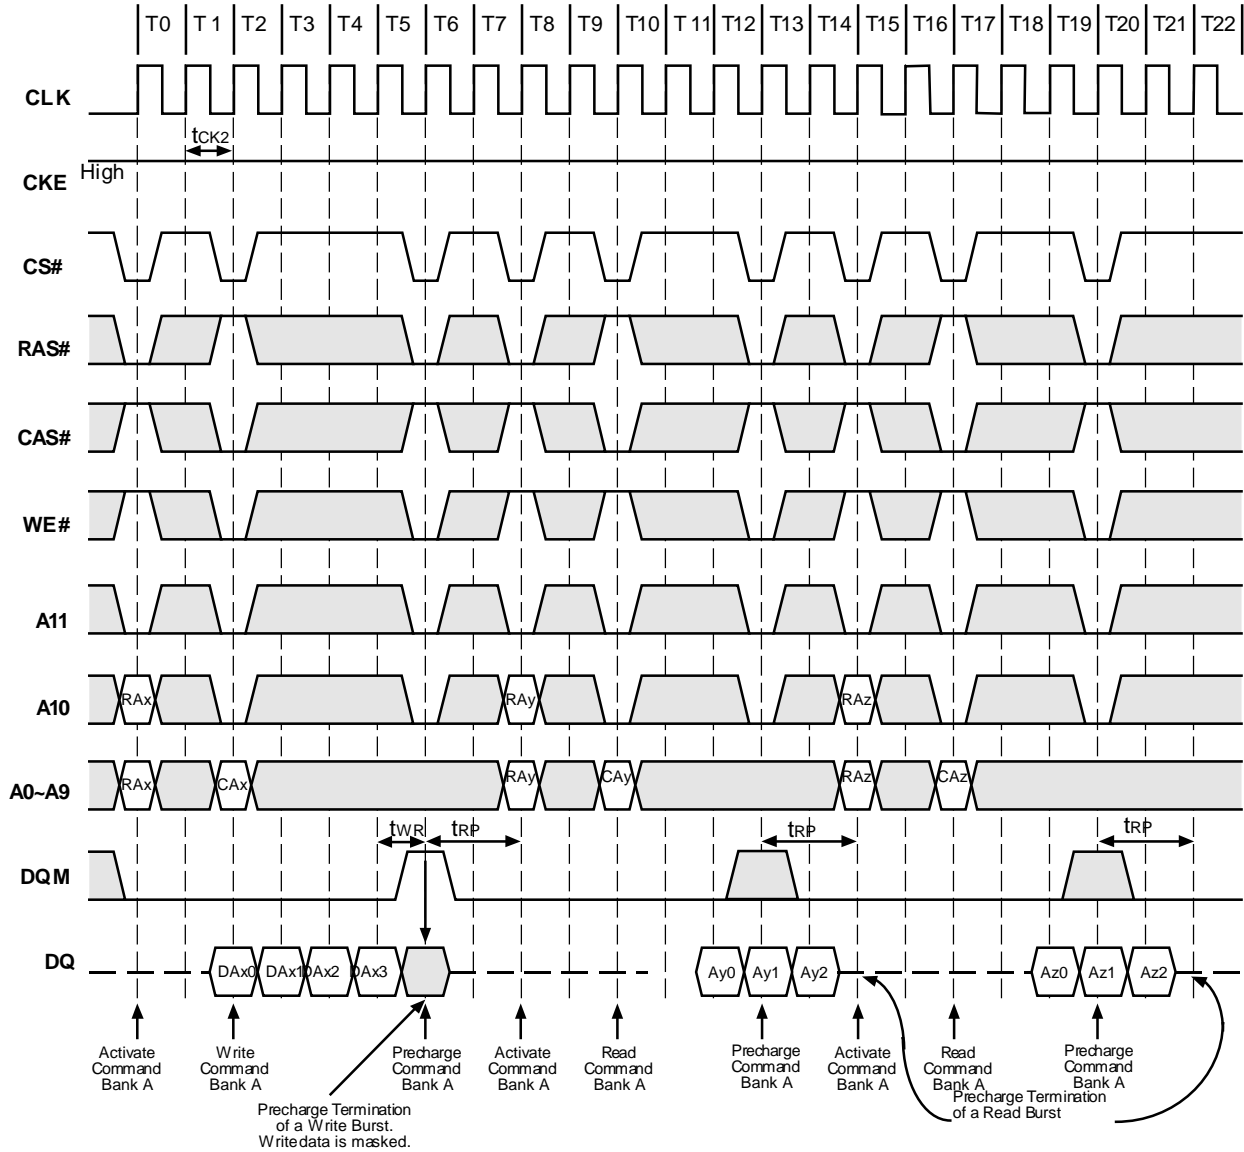 T0 T1 T2 T3 T4 T5 T6 T7 T8 T9 T10 T11 T12 T13 T14 T15 T16 T17 T18 T19 T20 T21 T22
CLK
tCK2
High
CKE
CS#
RAS#
CAS#
WE#
A11
A10 RAx RAy RAz
A0~A9 RAx CAx RAy CAy RAz CAz
tWR tRP tRP tRP
DQM
DQ DAx0 DAx1 DAx2 DAx3 Ay0 Ay1 Ay2 Az0 Az1 Az2
Activate
Command
Bank A
Write
Command
Bank A
Precharge
Command
Bank A
Activate
Command
Bank A
Read
Command
Bank A
Precharge
Command
Bank A
Activate
Command
Bank A
Read
Command
Bank A
Precharge
Command
Bank A
Precharge Termination
of a Write Burst.
Write data is masked.
Precharge Termination
of a Read Burst